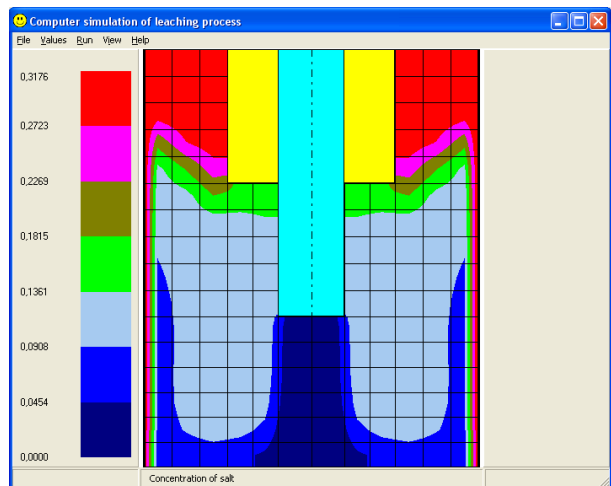 Computer simulation of leaching process
File Values Run View Help
0,3176
0,2723
0,2269
0,1815
0,1361
0,0908
0,0454
0,0000
Concentration of salt